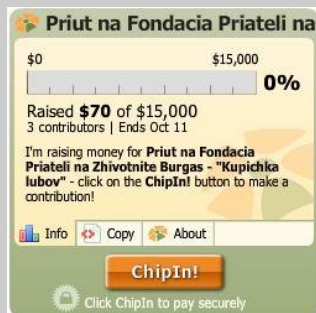 Priut na Fondacia Priateli na
$0 $15,000
0%
Raised $70 of $15,000
3 contributors | Ends Oct 11
I'm raising money for Priut na Fondacia
Priateli na Zhivotnite Burgas - "Kupichka
lubov" - click on the ChipIn! button to make a
contribution!
Info Copy About
ChipIn!
Click ChipIn to pay securely